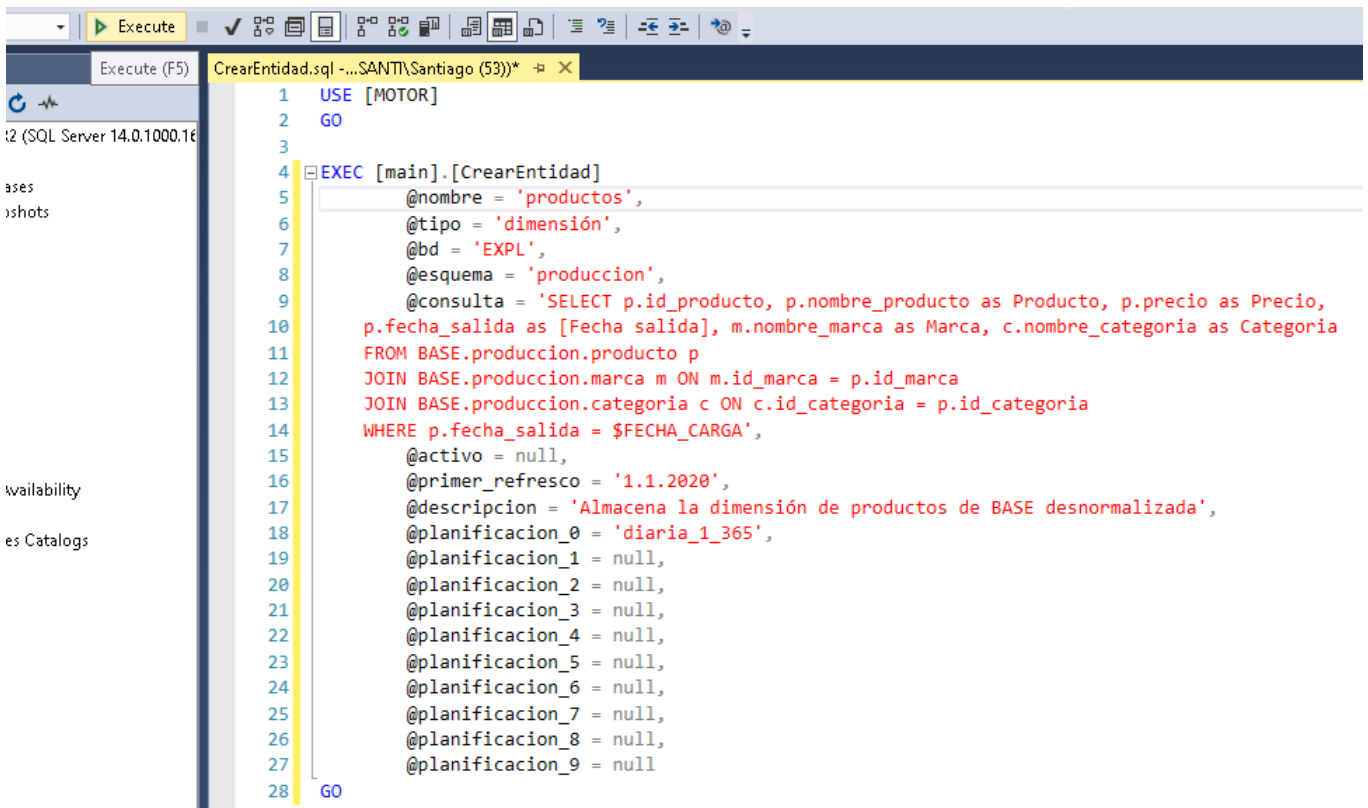 Execute
Execute (F5)
CrearEntidad.sql -...SANTI\Santiago (53))*
(SQL Server 14.0.1000.16
Availability
es Catalogs
1 USE [MOTOR]
2 GO
3
4 EXEC [main].[CrearEntidad]
5 @nombre = 'productos',
6 @tipo = 'dimensión',
7 @bd = 'EXPL',
8 @esquema = 'produccion',
9 @consulta = 'SELECT p.id_producto, p.nombre_producto as Producto, p.precio as Precio,
10 p.fecha_salida as [Fecha salida], m.nombre_marca as Marca, c.nombre_categoria as Categoria
11 FROM BASE.produccion.producto p
12 JOIN BASE.produccion.marca m ON m.id_marca = p.id_marca
13 JOIN BASE.produccion.categoria c ON c.id_categoria = p.id_categoria
14 WHERE p.fecha_salida = $FECHA_CARGA',
15 @activo = null,
16 @primer_refresco = '1.1.2020',
17 @descripcion = 'Almacena la dimensión de productos de BASE desnormalizada',
18 @planificacion_0 = 'diaria_1_365',
19 @planificacion_1 = null,
20 @planificacion_2 = null,
21 @planificacion_3 = null,
22 @planificacion_4 = null,
23 @planificacion_5 = null,
24 @planificacion_6 = null,
25 @planificacion_7 = null,
26 @planificacion_8 = null,
27 @planificacion_9 = null
28 GO